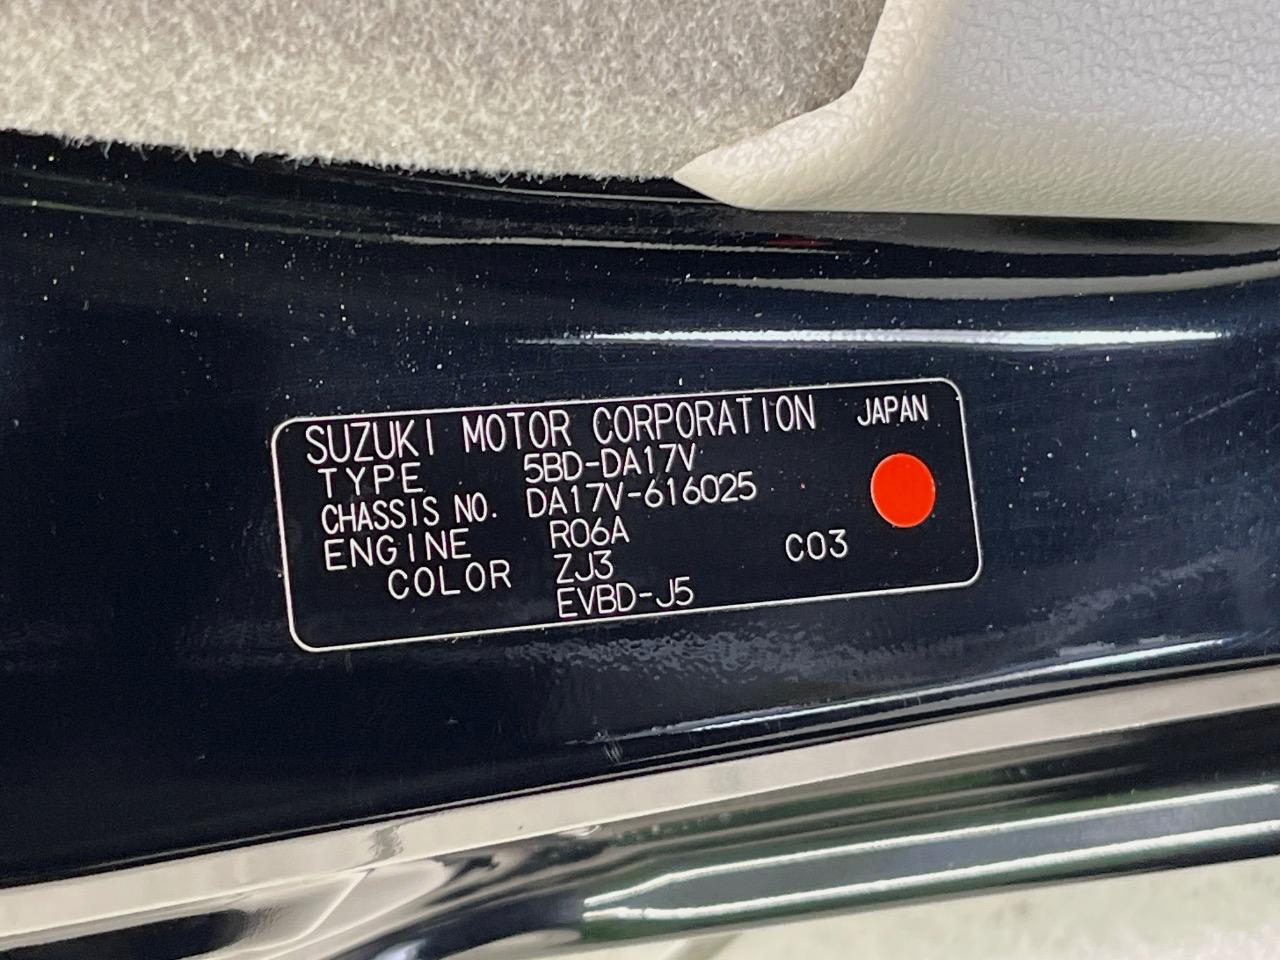 SUZUKI MOTOR CORPORATION JAPAN
TYPE 5BD-DA17V
CHASSIS NO. DA17V-616025
ENGINE R06A
COLOR ZJ3 C03
EVBD-J5